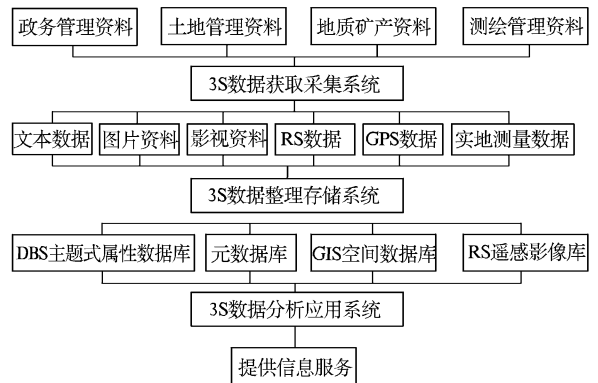 政务管理资料 土地管理资料 地质矿产资料 测绘管理资料
3S数据获取采集系统
文本数据 图片资料 影视资料 RS数据 GPS数据 实地测量数据
3S数据整理存储系统
DBS主题式属性数据库 元数据库 GIS空间数据库 RS遥感影像库
3S数据分析应用系统
提供信息服务